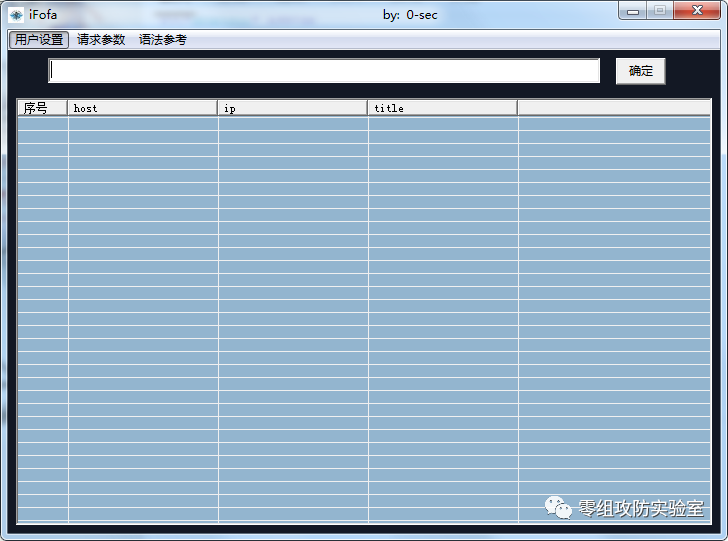 iFofa by: 0-sec
用户设置 请求参数 语法参考
确定
序号 host ip title
零组攻防实验室